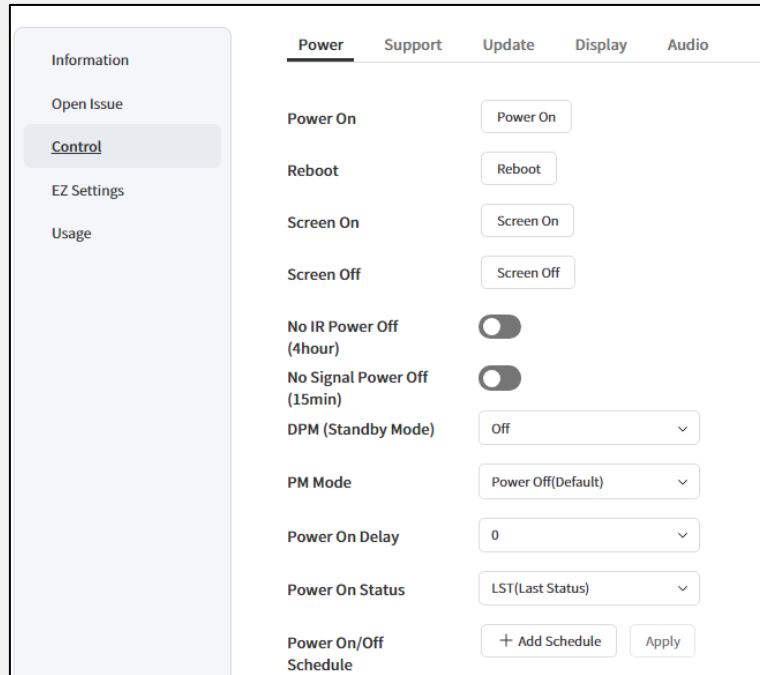 Information
Open Issue
Control
EZ Settings
Usage
Power Support Update Display Audio
Power On Power On
Reboot Reboot
Screen On Screen On
Screen Off Screen Off
No IR Power Off
(4hour)
No Signal Power Off
(15min)
DPM (Standby Mode) Off
PM Mode Power Off(Default)
Power On Delay 0
Power On Status LST(Last Status)
Power On/Off
Schedule
+ Add Schedule Apply